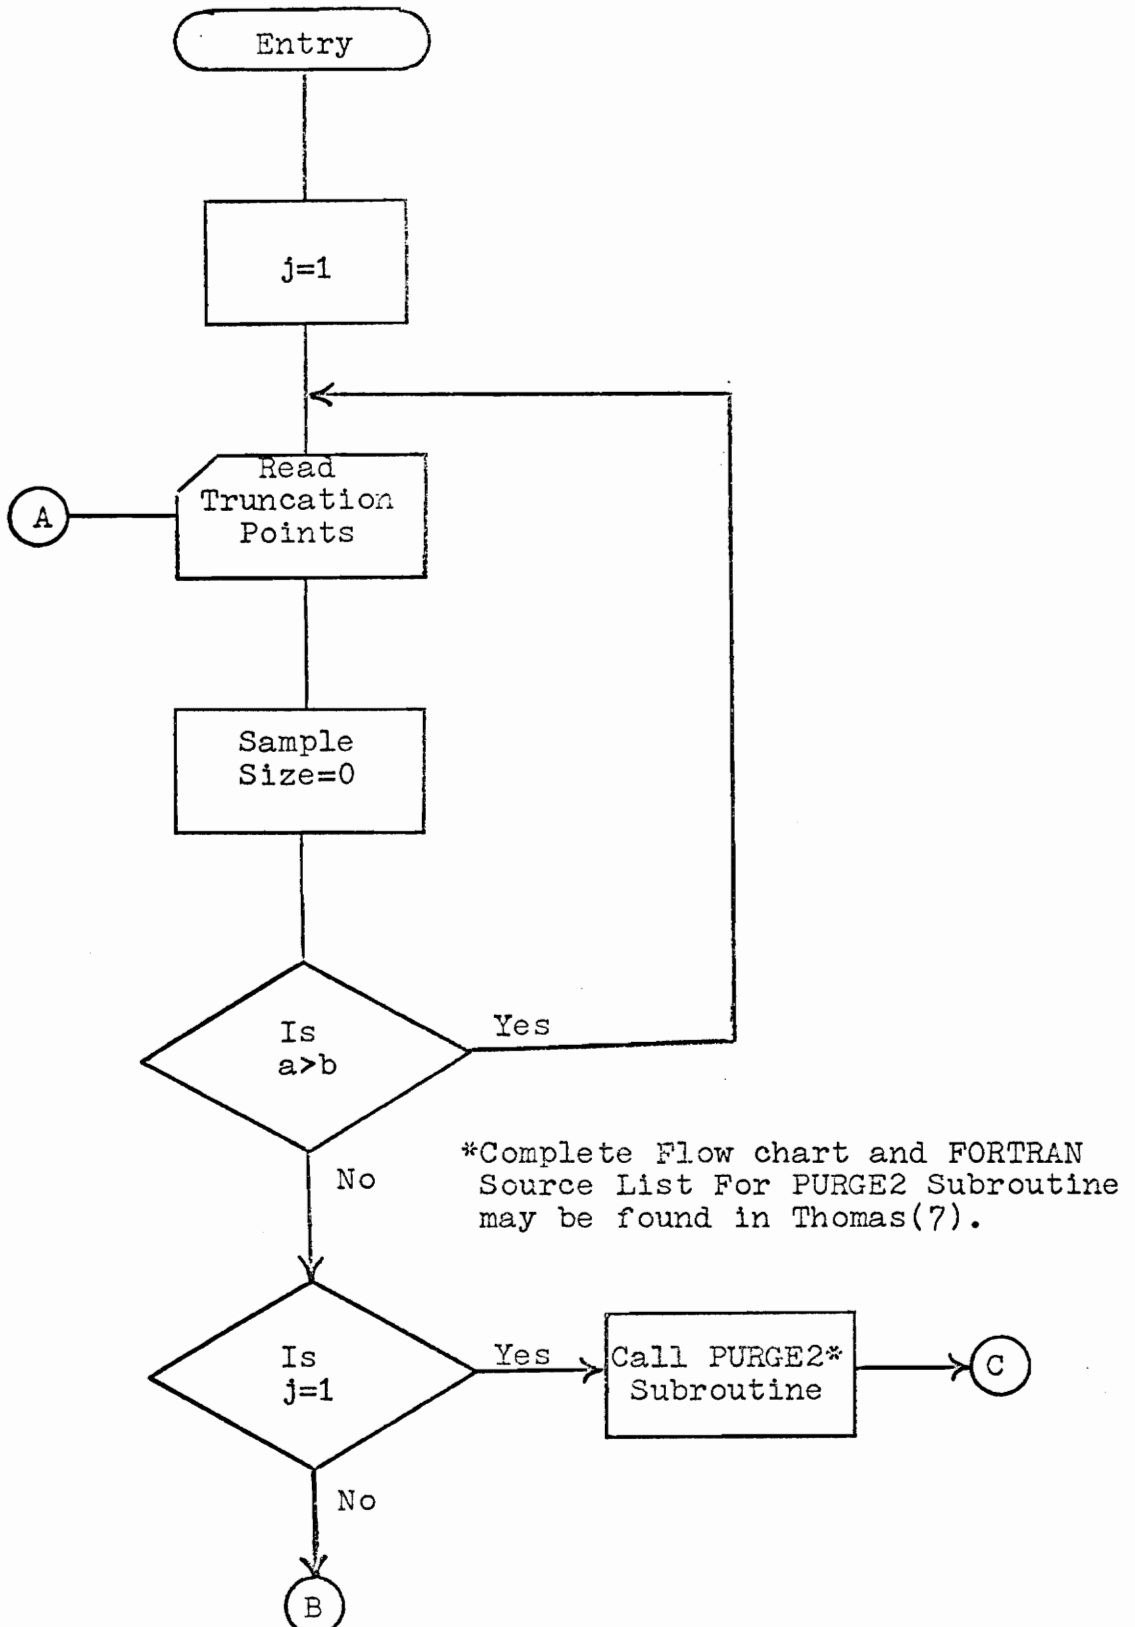 Entry
j=1
Read
A
Truncation
Points
Sample
Size=0
Is
a>b
Yes
No
*Complete Flow chart and FORTRAN
Source List For PURGE2 Subroutine
may be found in Thomas(7).
Is
j=1
Yes
Call PURGE2*
Subroutine
C
No
B